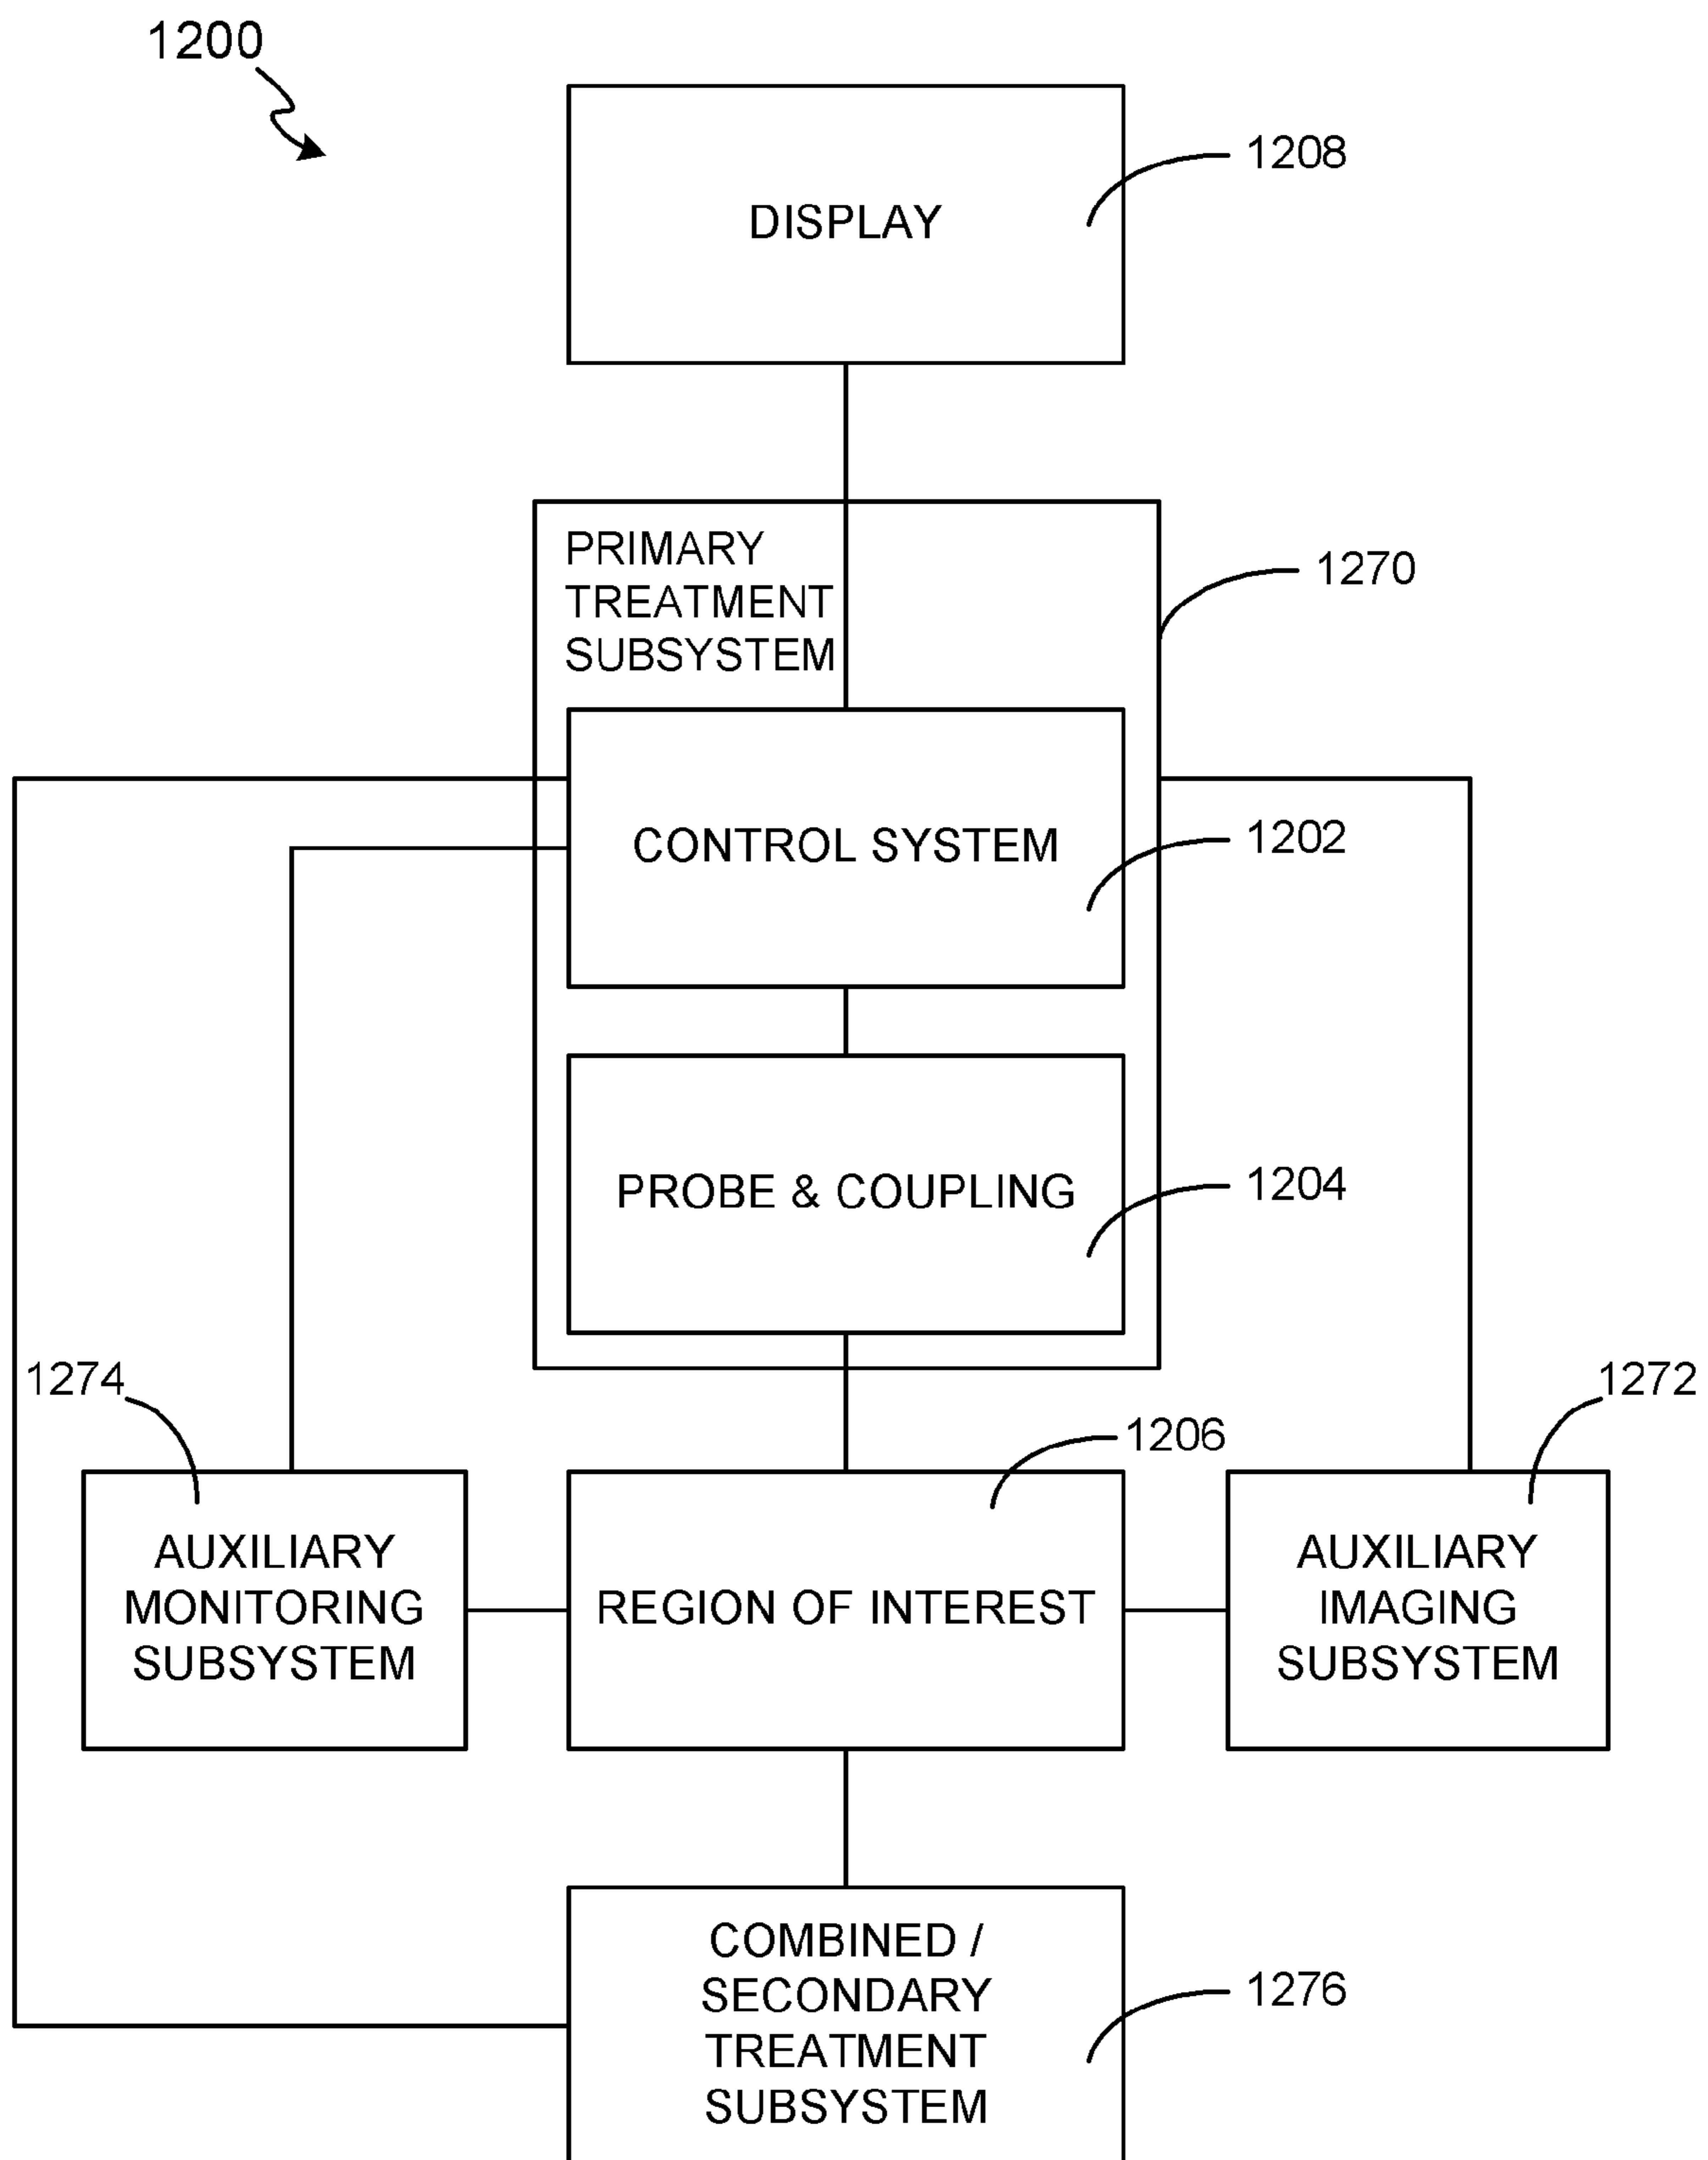 1200
DISPLAY
1208
PRIMARY
TREATMENT
SUBSYSTEM
1270
CONTROL SYSTEM
1202
PROBE & COUPLING
1204
1274
1272
1206
AUXILIARY
MONITORING
SUBSYSTEM
REGION OF INTEREST
AUXILIARY
IMAGING
SUBSYSTEM
COMBINED /
SECONDARY
TREATMENT
SUBSYSTEM
1276